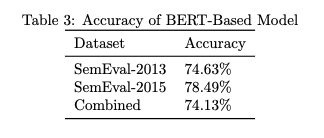 Table 3: Accuracy of BERT-Based Model
Dataset Accuracy
SemEval-2013 74.63%
SemEval-2015 78.49%
Combined 74.13%